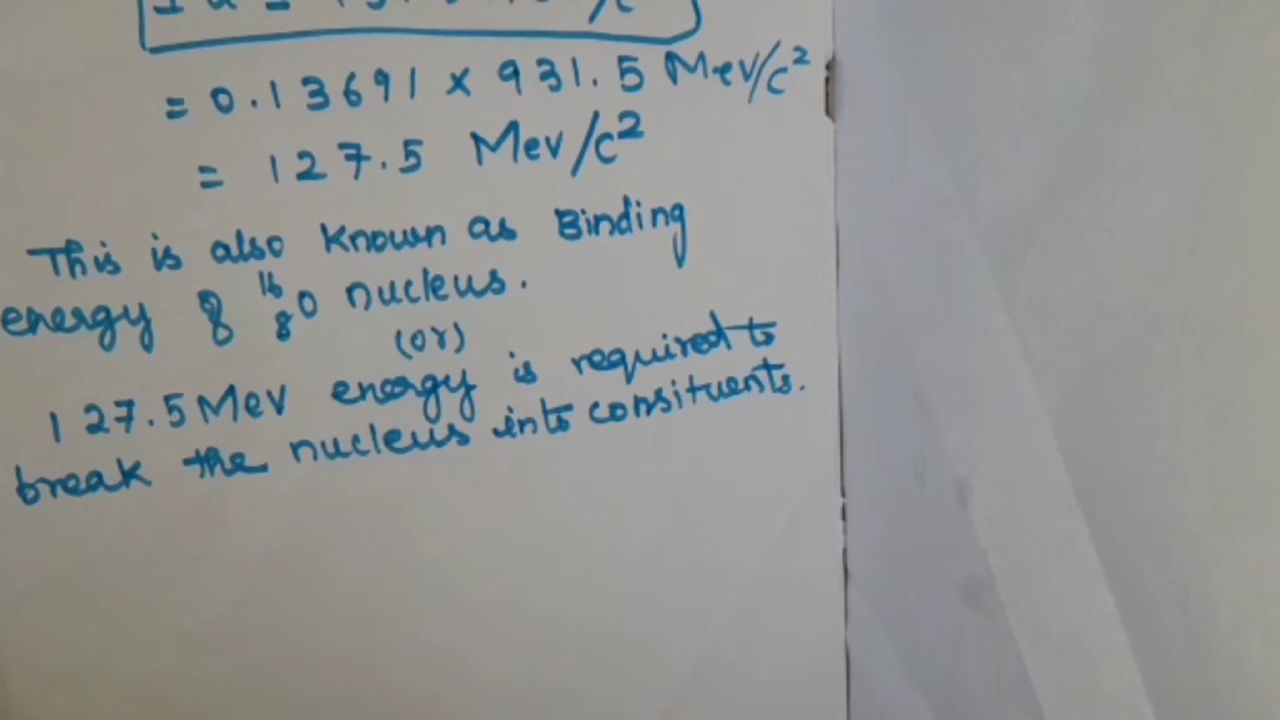 = 0.13691 × 931.5 Mev/c²
= 127.5 Mev/c²
This is also known as Binding
energy of ¹⁶₈O nucleus.
(or)
127.5 MeV energy is required to
break the nucleus into consituents.